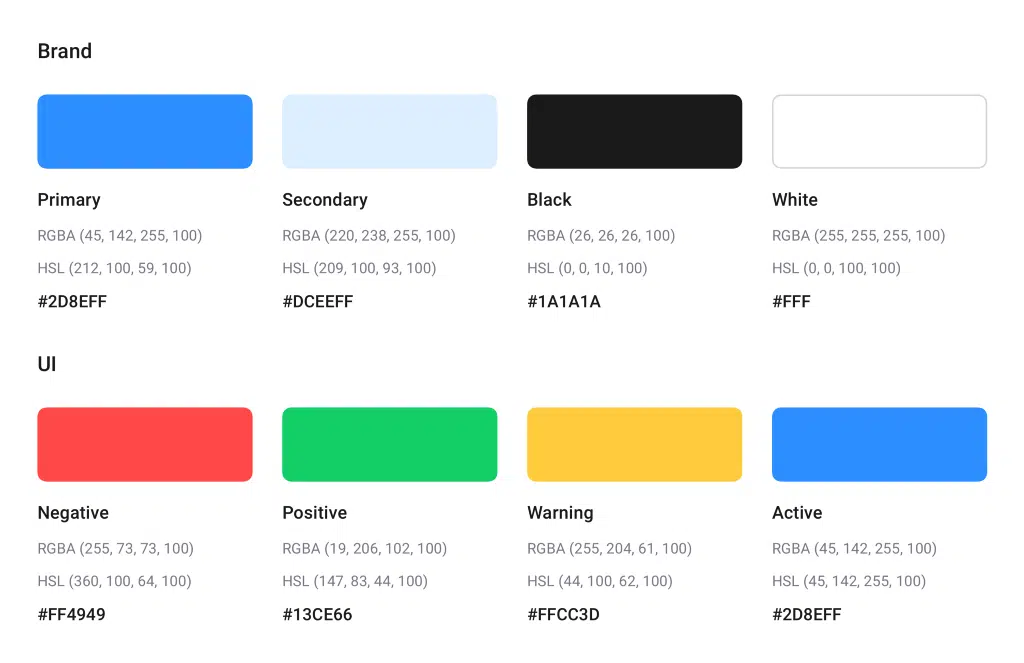 Brand
Primary
RGBA (45, 142, 255, 100)
HSL (212, 100, 59, 100)
#2D8EFF
Secondary
RGBA (220, 238, 255, 100)
HSL (209, 100, 93, 100)
#DCEEFF
Black
RGBA (26, 26, 26, 100)
HSL (0, 0, 10, 100)
#1A1A1A
White
RGBA (255, 255, 255, 100)
HSL (0, 0, 100, 100)
#FFF
UI
Negative
RGBA (255, 73, 73, 100)
HSL (360, 100, 64, 100)
#FF4949
Positive
RGBA (19, 206, 102, 100)
HSL (147, 83, 44, 100)
#13CE66
Warning
RGBA (255, 204, 61, 100)
HSL (44, 100, 62, 100)
#FFCC3D
Active
RGBA (45, 142, 255, 100)
HSL (45, 142, 255, 100)
#2D8EFF